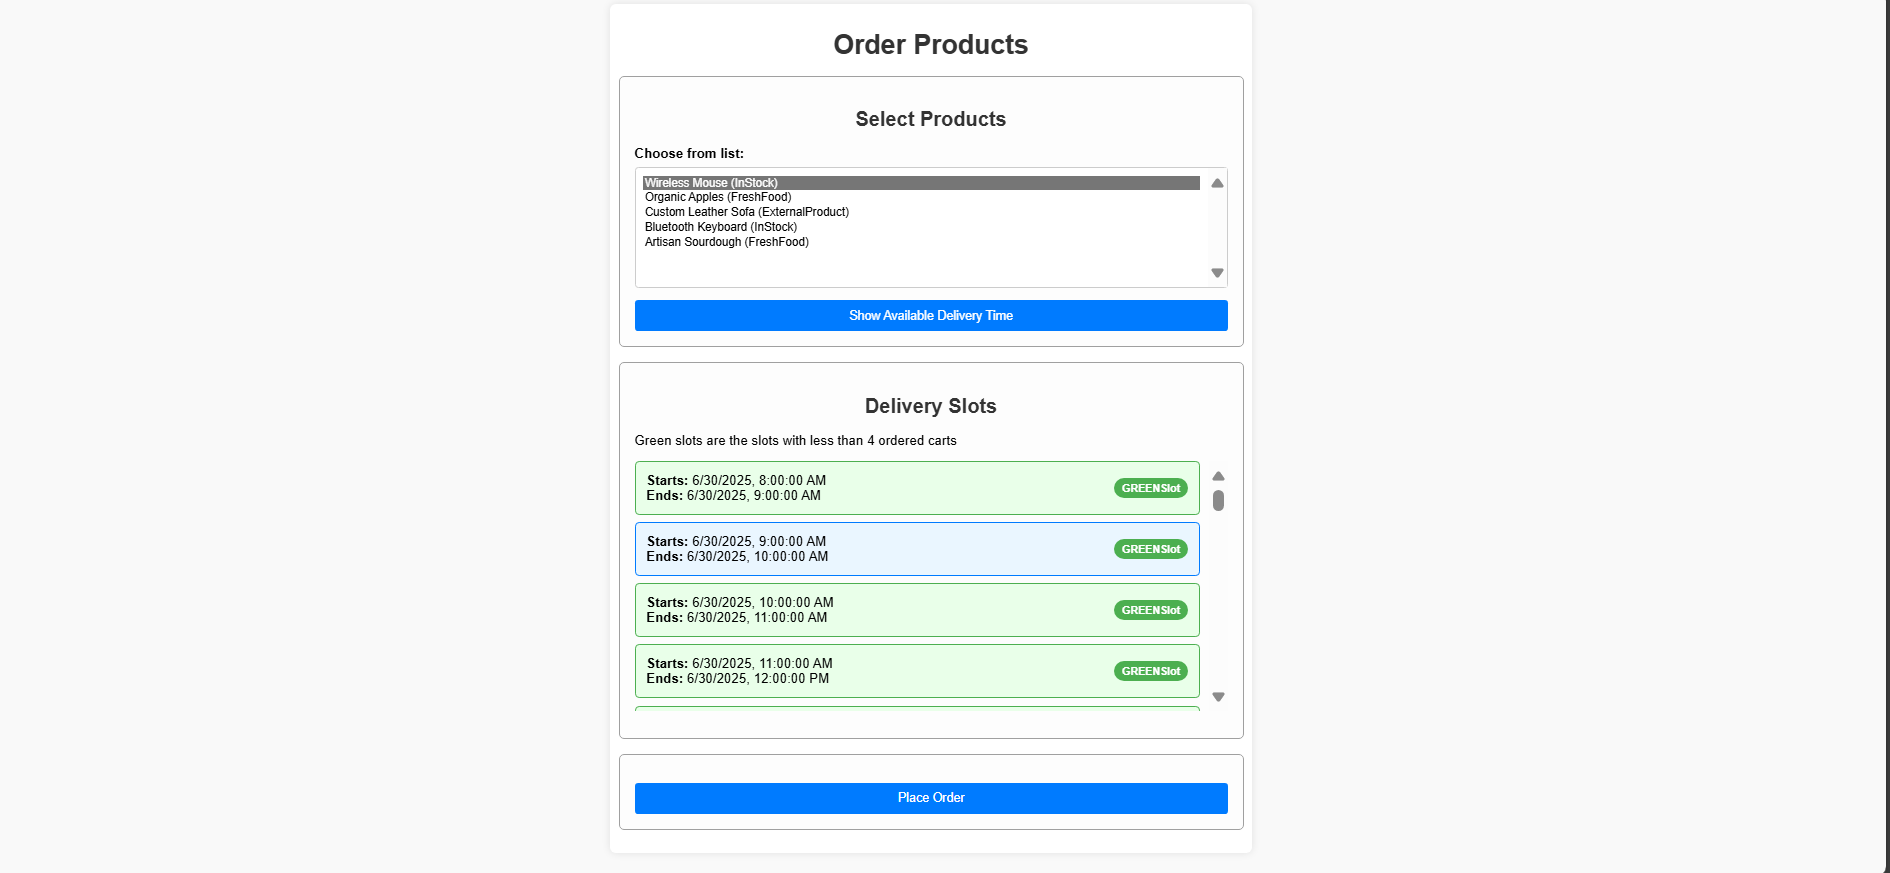 Order Products
Select Products
Choose from list:
Wireless Mouse (InStock)
Organic Apples (FreshFood)
Custom Leather Sofa (ExternalProduct)
Bluetooth Keyboard (InStock)
Artisan Sourdough (FreshFood)
Show Available Delivery Time
Delivery Slots
Green slots are the slots with less than 4 ordered carts
Starts: 6/30/2025, 8:00:00 AM
Ends: 6/30/2025, 9:00:00 AM
GREENSlot
Starts: 6/30/2025, 9:00:00 AM
Ends: 6/30/2025, 10:00:00 AM
GREENSlot
Starts: 6/30/2025, 10:00:00 AM
Ends: 6/30/2025, 11:00:00 AM
GREENSlot
Starts: 6/30/2025, 11:00:00 AM
Ends: 6/30/2025, 12:00:00 PM
GREENSlot
Place Order